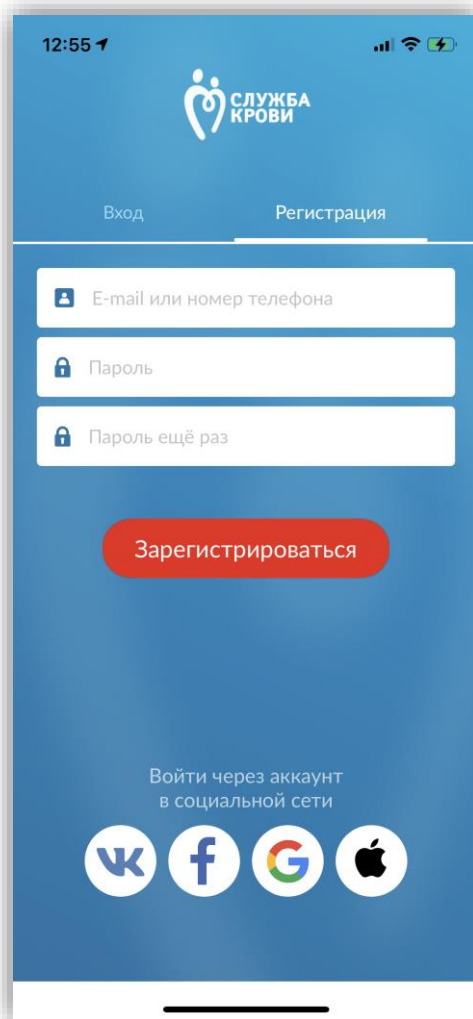 12:55
СЛУЖБА
КРОВИ
Вход
Регистрация
E-mail или номер телефона
Пароль
Пароль ещё раз
Зарегистрироваться
Войти через аккаунт
в социальной сети